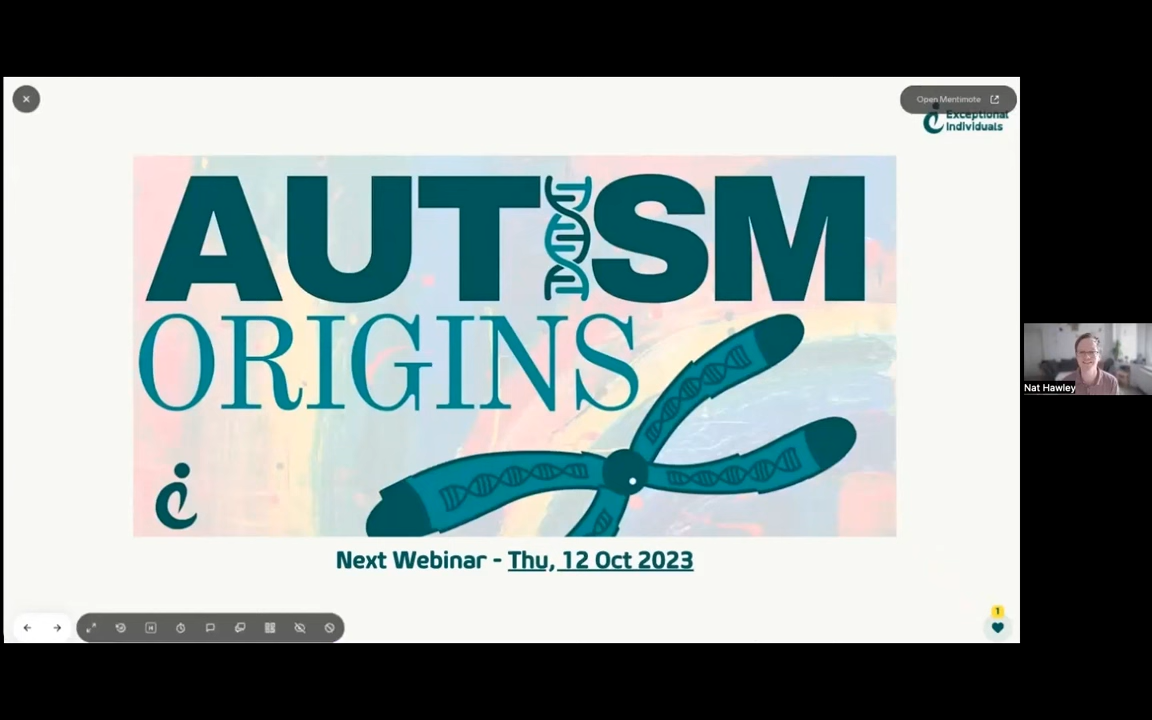 Open Mentimote
Exceptional
Individuals
AUTISM
ORIGINS
Next Webinar - Thu, 12 Oct 2023
1
Nat Hawley